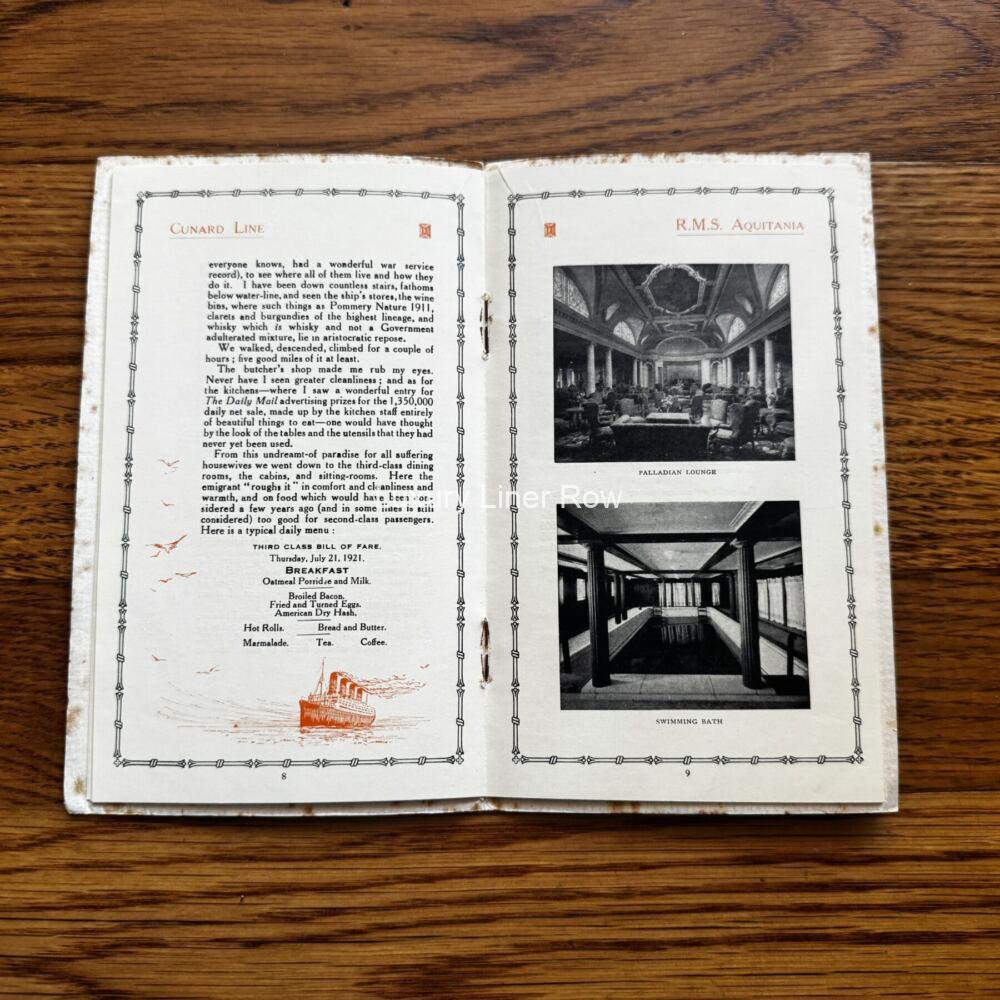 CUNARD LINE
everyone knows, had a wonderful war service
record), to see where all of them live and how they
do it. I have been down countless stairs, fathoms
below water-line, and seen the ship's stores, the wine
bins, where such things as Pommery Nature 1911,
clarets and burgundies of the highest lineage, and
whisky which is whisky and not a Government
adulterated mixture, lie in aristocratic repose.
We walked, descended, climbed for a couple of
hours ; five good miles of it at least.
The butcher's shop made me rub my eyes.
Never have I seen greater cleanliness ; and as for
the kitchens—where I saw a wonderful entry for
The Daily Mail advertising prizes for the 1,350,000
daily net sale, made up by the kitchen staff entirely
of beautiful things to eat—one would have thought
by the look of the tables and the utensils that they had
never yet been used.
From this undreamt-of paradise for all suffering
housewives we went down to the third-class dining
rooms, the cabins, and sitting-rooms. Here the
emigrant "roughs it" in comfort and cleanliness and
warmth, and on food which would have been con-
sidered a few years ago (and in some lines is still
considered) too good for second-class passengers.
Here is a typical daily menu :
THIRD CLASS BILL OF FARE.
Thursday, July 21, 1921.
BREAKFAST
Oatmeal Porridge and Milk.
Broiled Bacon.
Fried and Turned Eggs.
American Dry Hash.
Hot Rolls. Bread and Butter.
Marmalade. Tea. Coffee.
8
R.M.S. AQUITANIA
PALLADIAN LOUNGE
Luxury Liner Row
SWIMMING BATH
9